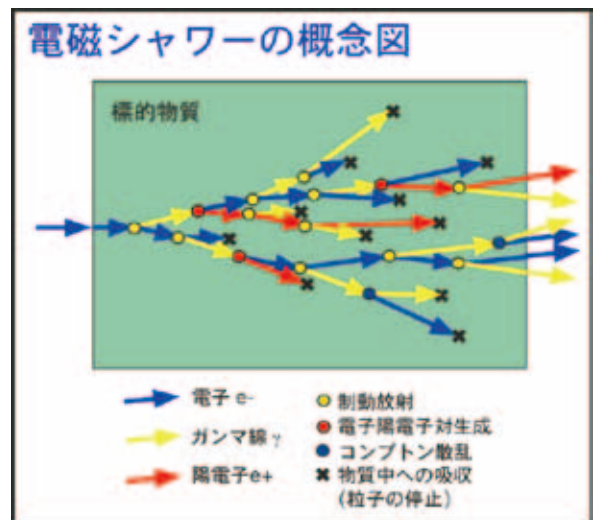 電磁シャワーの概念図
標的物質
電子 e-
ガンマ線 γ
陽電子e+
制動放射
電子陽電子対生成
コンプトン散乱
物質中への吸収
(粒子の停止)